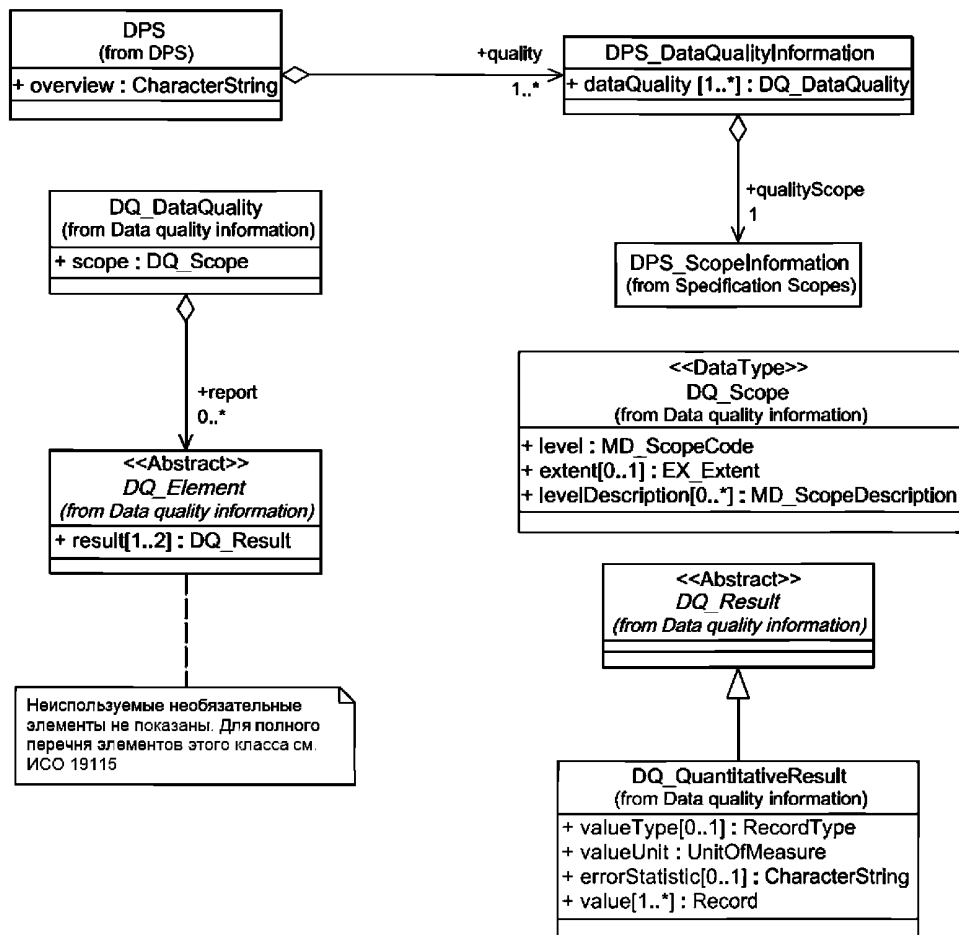 DPS
(from DPS)
+ overview : CharacterString
+quality
1..*
DPS_DataQualityInformation
+ dataQuality [1..*] : DQ_DataQuality
+qualityScope
1
DPS_ScopeInformation
(from Specification Scopes)
DQ_DataQuality
(from Data quality information)
+ scope : DQ_Scope
+report
0..*
<<Abstract>>
DQ_Element
(from Data quality information)
+ result[1..2] : DQ_Result
Неиспользуемые необязательные
элементы не показаны. Для полного
перечня элементов этого класса см.
ИСО 19115
<<DataType>>
DQ_Scope
(from Data quality information)
+ level : MD_ScopeCode
+ extent[0..1] : EX_Extent
+ levelDescription[0..*] : MD_ScopeDescription
<<Abstract>>
DQ_Result
(from Data quality information)
DQ_QuantitativeResult
(from Data quality information)
+ valueType[0..1] : RecordType
+ valueUnit : UnitOfMeasure
+ errorStatistic[0..1] : CharacterString
+ value[1..*] : Record